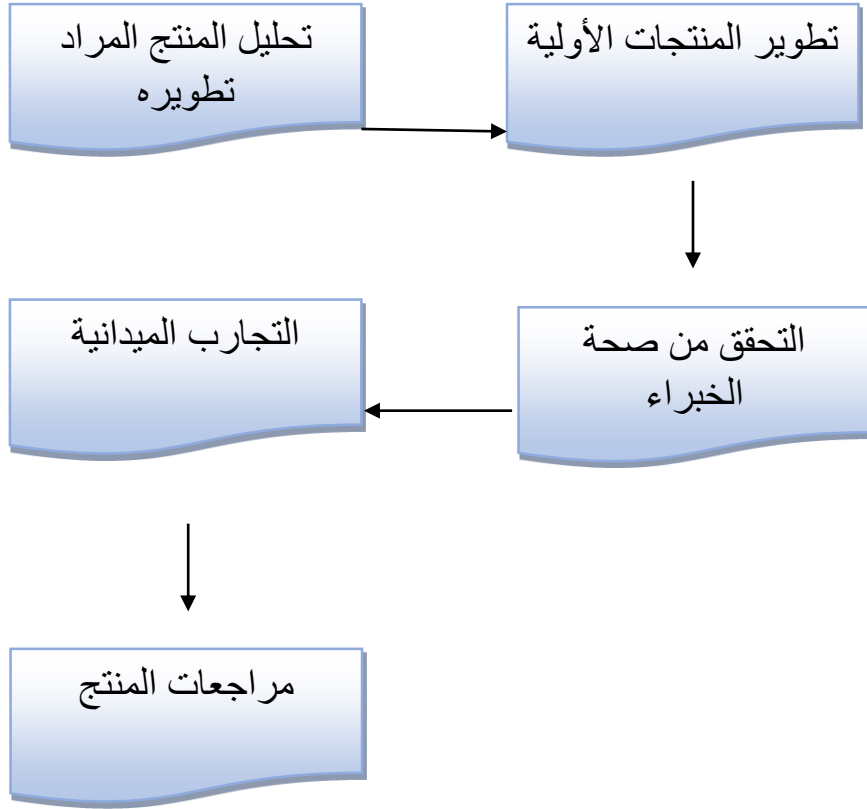 تحليل المنتج المراد
تطويره
تطوير المنتجات الأولية
التحقق من صحة
الخبراء
التجارب الميدانية
مراجعات المنتج